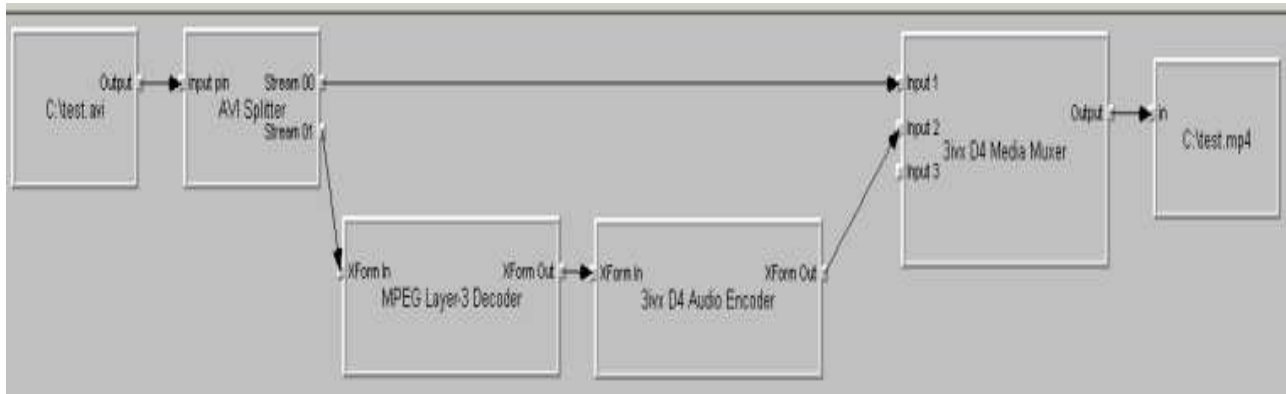 Output
C:\test.avi
input pin
Stream 00
AVI Splitter
Stream 01
XForm In
XForm Out
MPEG Layer-3 Decoder
XForm In
XForm Out
3ivx D4 Audio Encoder
Input 1
Input 2
Input 3
Output
3ivx D4 Media Muxer
in
C:\test.mp4